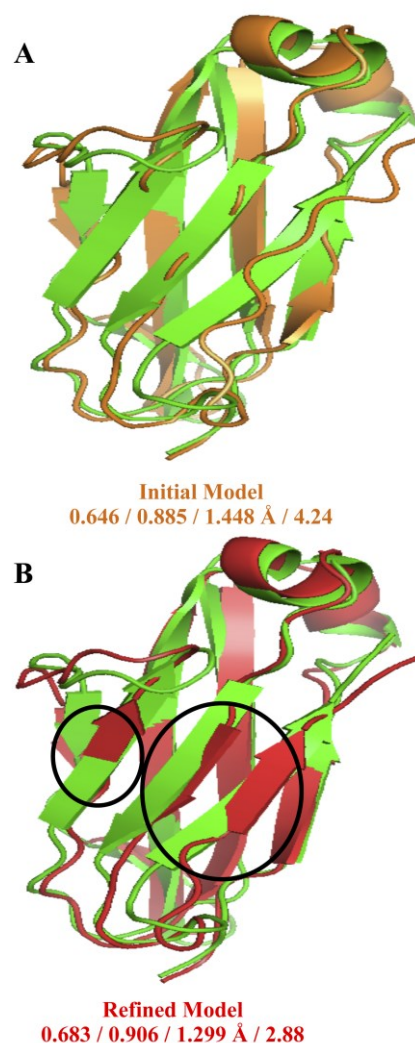 A
Initial Model
0.646 / 0.885 / 1.448 Å / 4.24
B
Refined Model
0.683 / 0.906 / 1.299 Å / 2.88